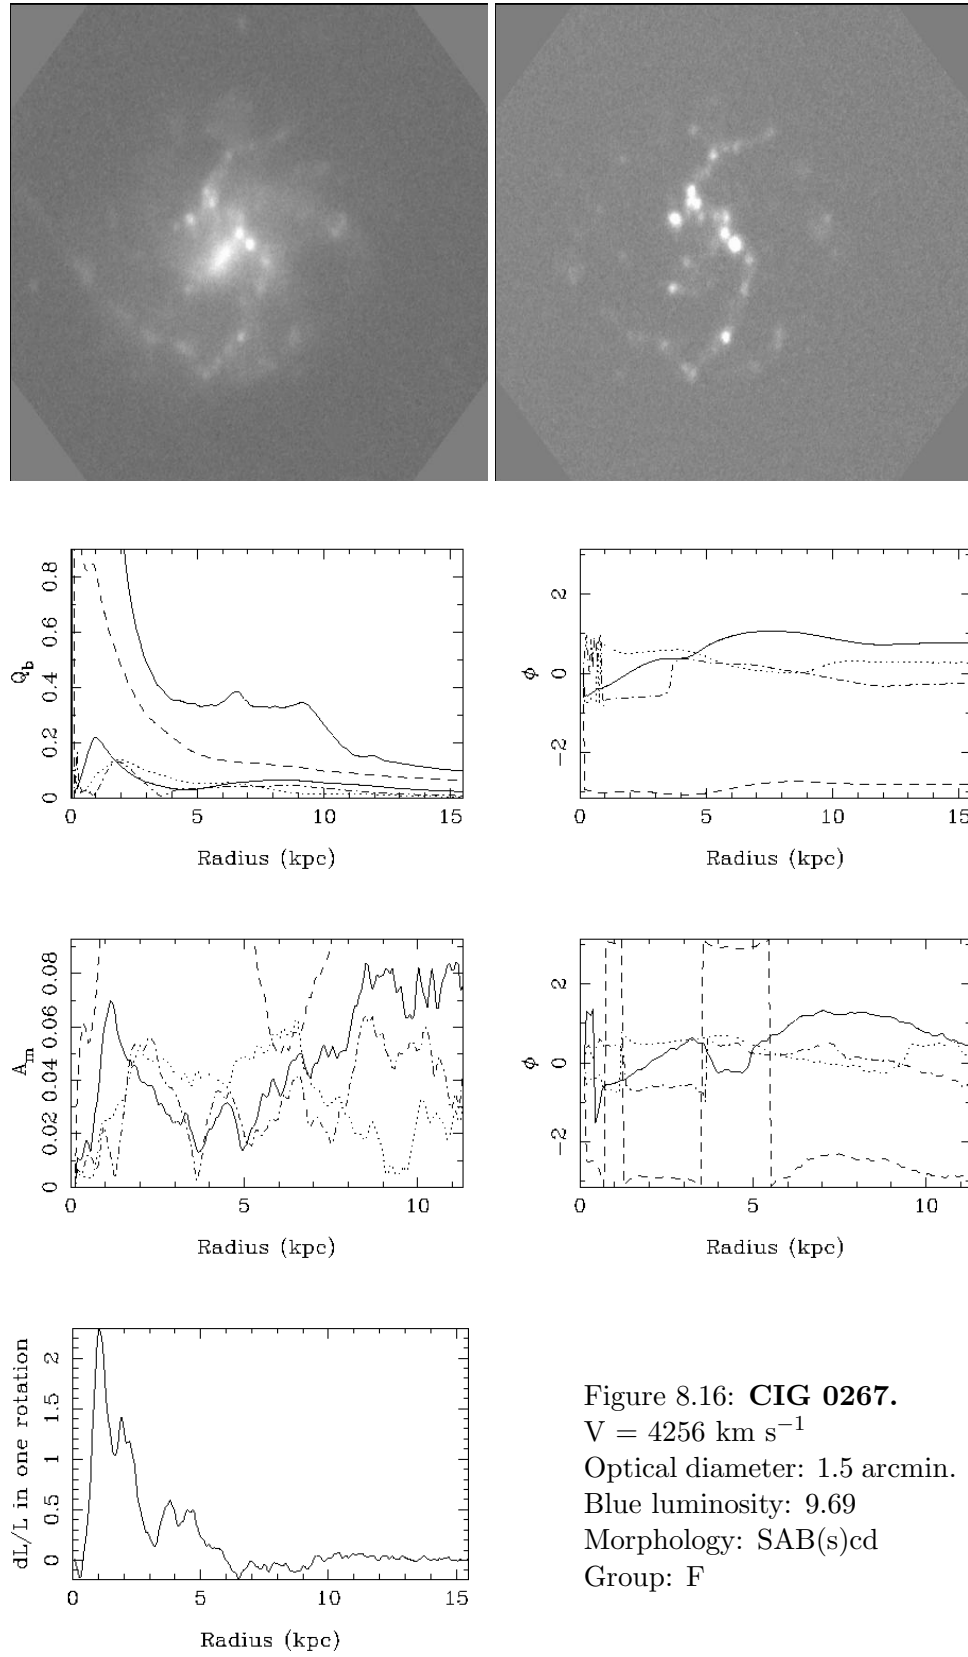 0.8
0.6
0.4
0.2
0
Q_b
0 5 10 15
Radius (kpc)
2
0
−2
ϕ
0 5 10 15
Radius (kpc)
0.08
0.06
0.04
0.02
0
A_m
0 5 10
Radius (kpc)
2
0
−2
ϕ
0 5 10
Radius (kpc)
2
1.5
1
0.5
0
dL/L in one rotation
0 5 10 15
Radius (kpc)
Figure 8.16: CIG 0267.
V = 4256 km s⁻¹
Optical diameter: 1.5 arcmin.
Blue luminosity: 9.69
Morphology: SAB(s)cd
Group: F